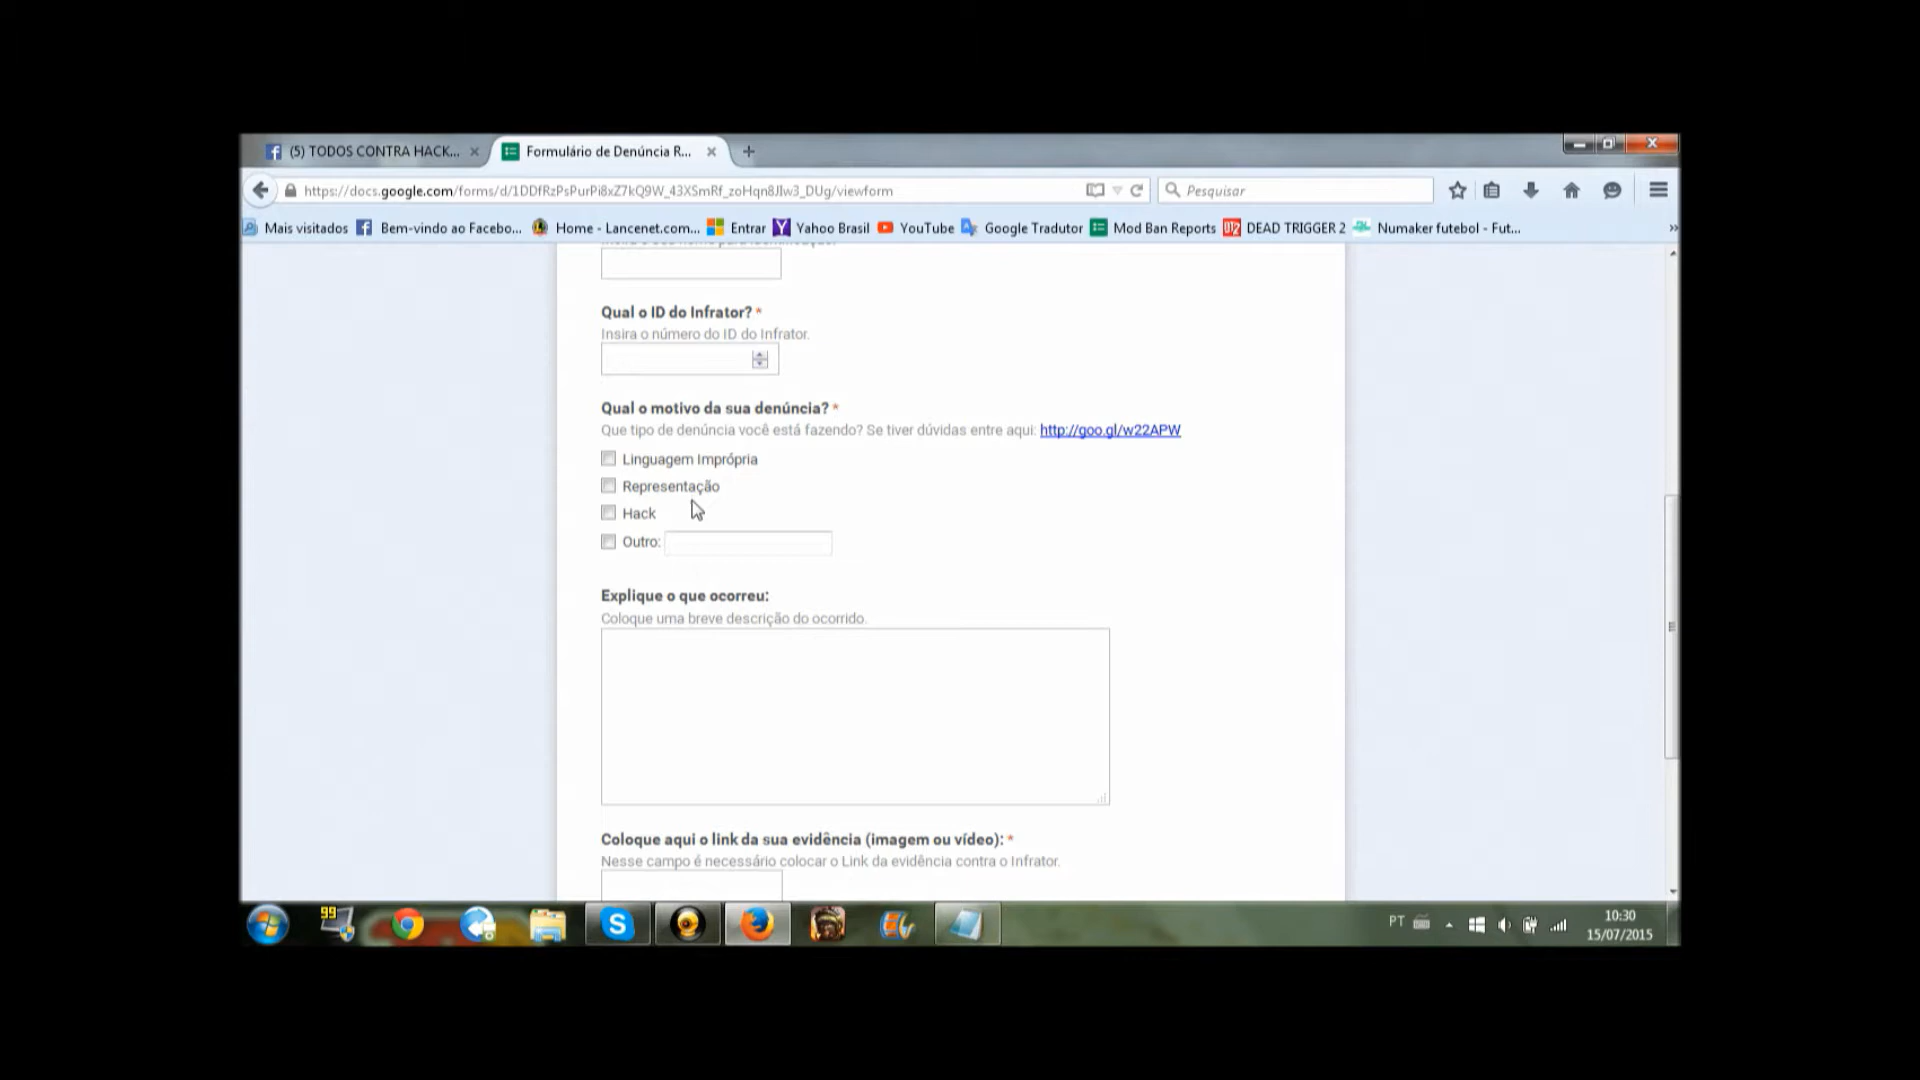 (5) TODOS CONTRA HACK...
Formulário de Denúncia R...
https://docs.google.com/forms/d/1DDfRzPsPurPi8xZ7kQ9W_43XSmRf_zoHqn8Jlw3_DUg/viewform
Pesquisar
Mais visitados Bem-vindo ao Facebo... Home - Lancenet.com... Entrar Yahoo Brasil YouTube Google Tradutor Mod Ban Reports DEAD TRIGGER 2 Numaker futebol - Fut... »
Qual o ID do Infrator? *
Insira o número do ID do Infrator.
Qual o motivo da sua denúncia? *
Que tipo de denúncia você está fazendo? Se tiver dúvidas entre aqui: http://goo.gl/w22APW
Linguagem Imprópria
Representação
Hack
Outro:
Explique o que ocorreu:
Coloque uma breve descrição do ocorrido.
Coloque aqui o link da sua evidência (imagem ou vídeo): *
Nesse campo é necessário colocar o Link da evidência contra o Infrator.
99
PT
10:30
15/07/2015